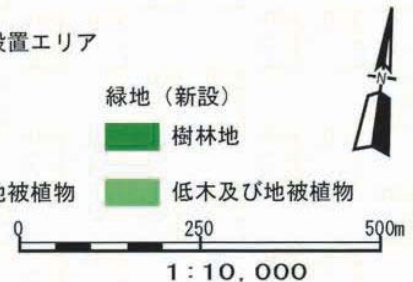 設置エリア
N
緑地（新設）
樹林地
地被植物
低木及び地被植物
0 250 500m
1：10,000